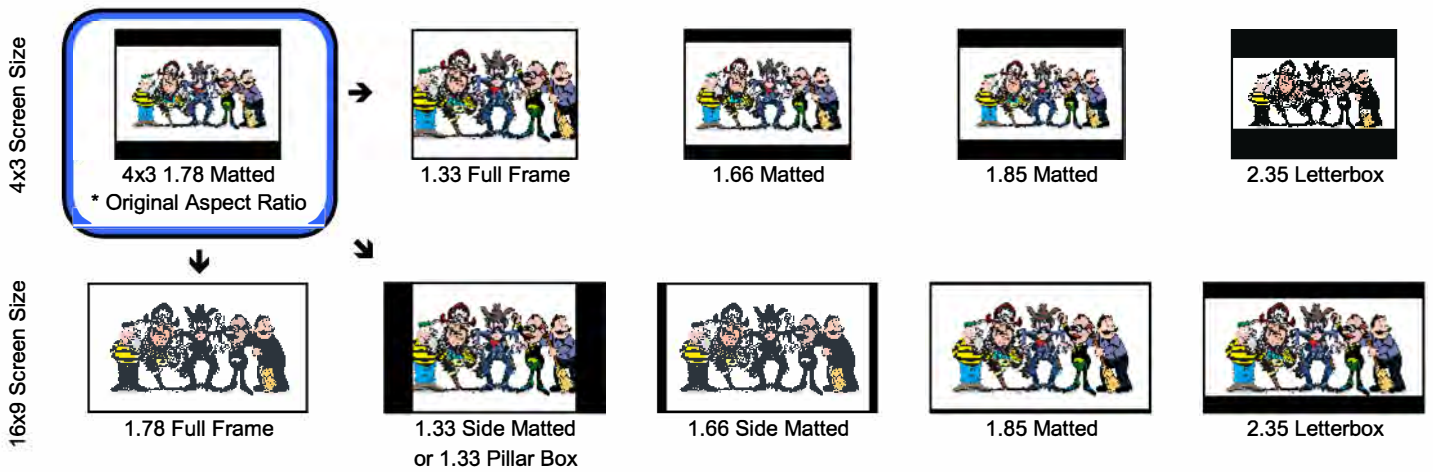 4x3 Screen Size
4x3 1.78 Matted
* Original Aspect Ratio
1.33 Full Frame
1.66 Matted
1.85 Matted
2.35 Letterbox
16x9 Screen Size
1.78 Full Frame
1.33 Side Matted
or 1.33 Pillar Box
1.66 Side Matted
1.85 Matted
2.35 Letterbox